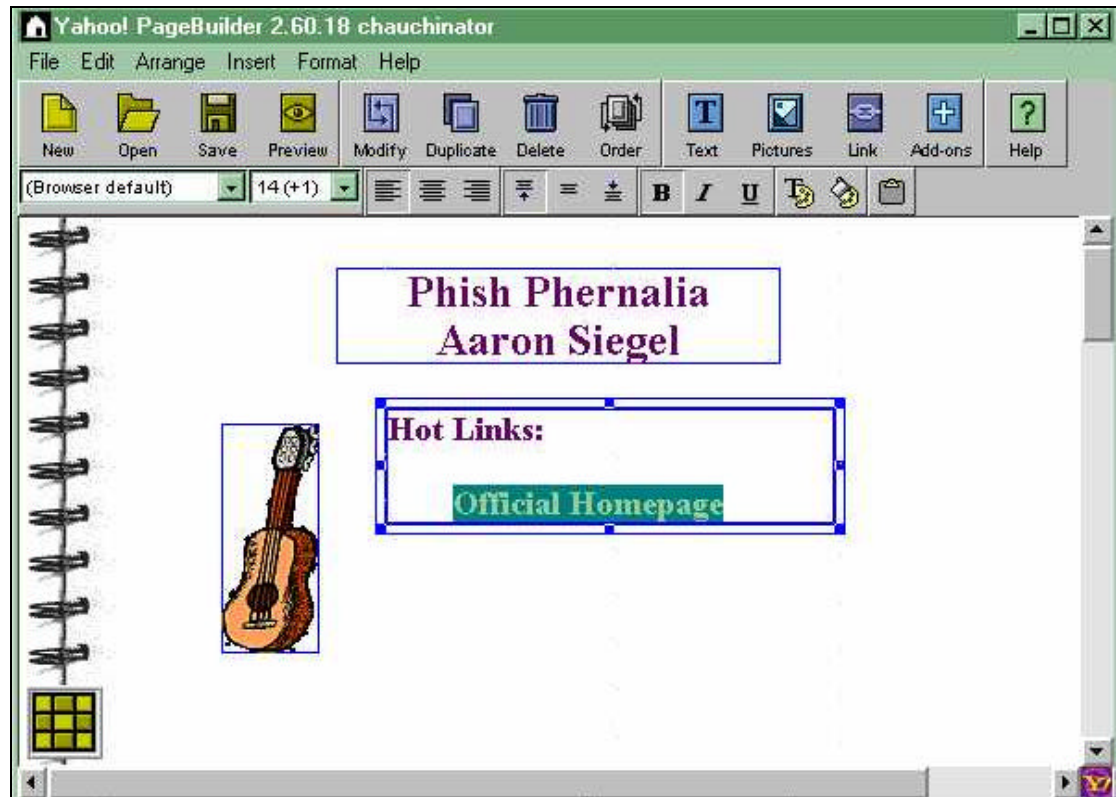 Yahoo! PageBuilder 2.60.18 chauchinator
File Edit Arrange Insert Format Help
New Open Save Preview Modify Duplicate Delete Order Text Pictures Link Add-ons Help
(Browser default) 14 (+1) B I U
Phish Phernalia
Aaron Siegel
Hot Links:
Official Homepage